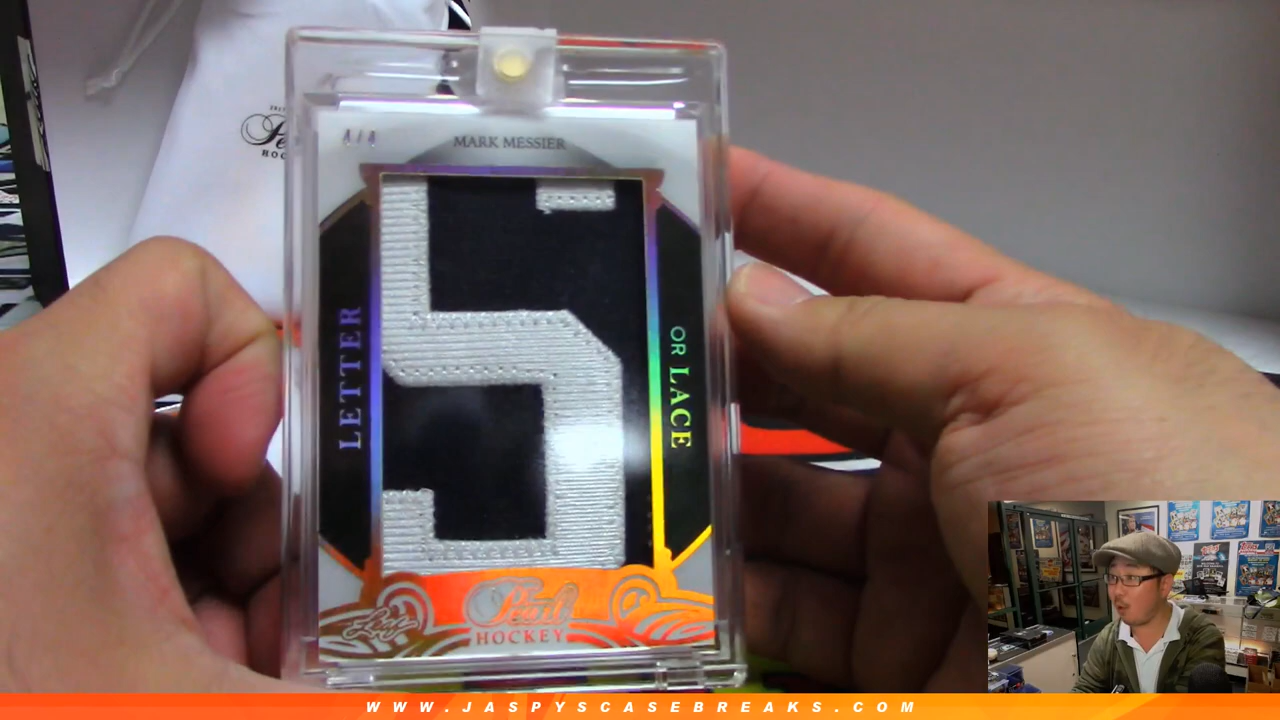 4/4
MARK MESSIER
LETTER
OR LACE
Leaf
Pearl
HOCKEY
WWW.JASPYSCASEBREAKS.COM